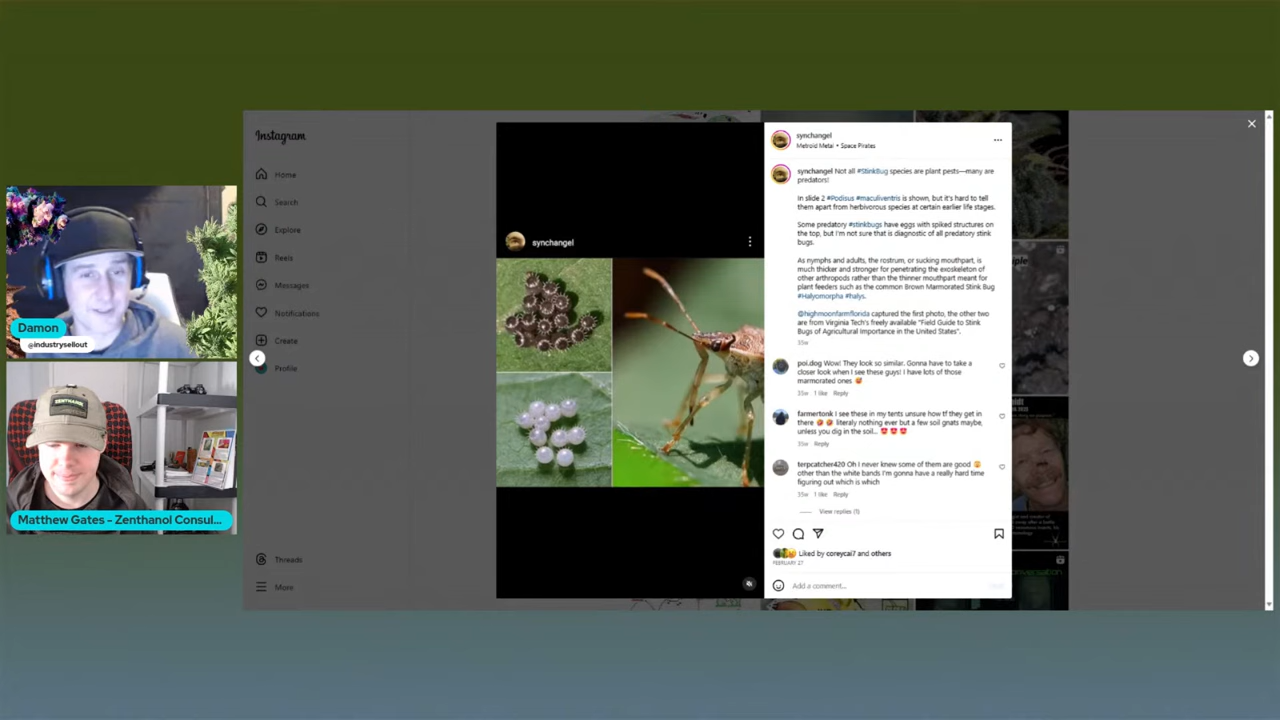 Instagram
Home
Search
Explore
Reels
Messages
Notifications
Create
Profile
Threads
More
Damon
@industrysellout
ZENTHANOL
Matthew Gates - Zenthanol Consul...
synchangel
synchangel
Metroid Metal • Space Pirates
synchangel Not all #StinkBug species are plant pests—many are
predators!
In slide 2 #Podisus #maculiventris is shown, but it's hard to tell
them apart from herbivorous species at certain earlier life stages.
Some predatory #stinkbugs have eggs with spiked structures on
the top, but I'm not sure that is diagnostic of all predatory stink
bugs.
As nymphs and adults, the rostrum, or sucking mouthpart, is
much thicker and stronger for penetrating the exoskeleton of
other arthropods rather than the thinner mouthpart meant for
plant feeders such as the common Brown Marmorated Stink Bug
#Halyomorpha #halys.
@highmoonfarmflorida captured the first photo, the other two
are from Virginia Tech's freely available "Field Guide to Stink
Bugs of Agricultural Importance in the United States".
35w
poi.dog Wow! They look so similar. Gonna have to take a
closer look when I see these guys! I have lots of those
marmorated ones
35w 1 like Reply
farmertonk I see these in my tents unsure how tf they get in
there literaly nothing ever but a few soil gnats maybe,
unless you dig in the soil...
35w Reply
terpcatcher420 Oh I never knew some of them are good
other than the white bands I'm gonna have a really hard time
figuring out which is which
35w 1 like Reply
View replies (1)
Liked by coreycai7 and others
FEBRUARY 27
Add a comment...